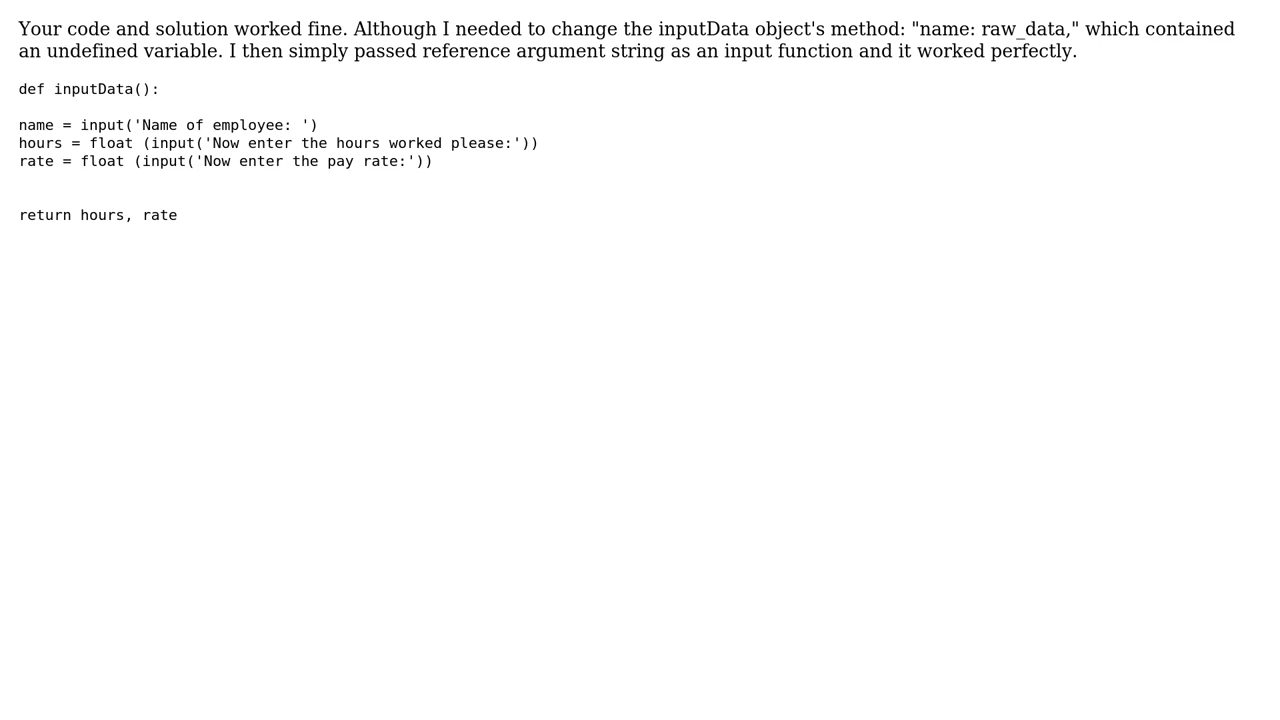 Your code and solution worked fine. Although I needed to change the inputData object's method: "name: raw_data," which contained
an undefined variable. I then simply passed reference argument string as an input function and it worked perfectly.
def inputData():
name = input('Name of employee: ')
hours = float (input('Now enter the hours worked please:'))
rate = float (input('Now enter the pay rate:'))
return hours, rate